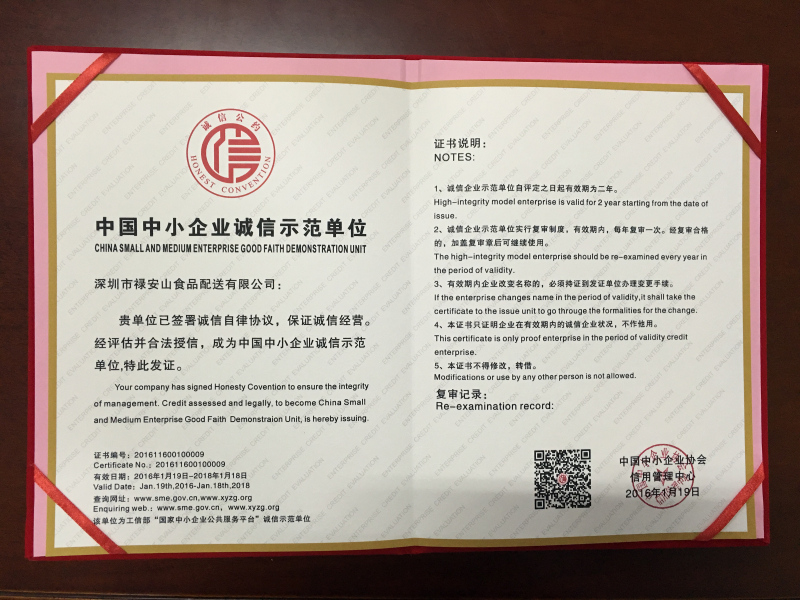 诚信公约
信
HONEST CONVENTION
中国中小企业诚信示范单位
CHINA SMALL AND MEDIUM ENTERPRISE GOOD FAITH DEMONSTRATION UNIT
深圳市禄安山食品配送有限公司：
贵单位已签署诚信自律协议，保证诚信经营。
经评估并合法授信，成为中国中小企业诚信示范
单位,特此发证。
Your company has signed Honesty Covention to ensure the integrity
of management. Credit assessed and legally, to become China Small
and Medium Enterprise Good Faith Demonstraion Unit, is hereby issuing.
证书编号：201611600100009
Certificate No.：201611600100009
有效日期：2016年1月19日-2018年1月18日
Valid Date：Jan.19th,2016-Jan.18th,2018
查询网址：www.sme.gov.cn,www.xyzg.org
Enquiring web.：www.sme.gov.cn，www.xyzg.org
该单位为工信部“国家中小企业公共服务平台”诚信示范单位
证书说明：
NOTES:
1、诚信企业示范单位自评定之日起有效期为二年。
High-integrity model enterprise is valid for 2 year starting from the date of
issue.
2、诚信企业示范单位实行复审制度，有效期内，每年复审一次。经复审合格
的，加盖复审章后可继续使用。
The high-integrity model enterprise should be re-examined every year in
the period of validity.
3、有效期内企业改变名称的，必须持证到发证单位办理变更手续。
If the enterprise changes name in the period of validity,it shall take the
certificate to the issue unit to go througe the formalities for the change.
4、本证书只证明企业在有效期内的诚信企业状况，不作他用。
This certificate is only proof enterprise in the period of validity credit
enterprise.
5、本证书不得修改，转借。
Modifications or use by any other person is not allowed.
复审记录：
Re-examination record:
中国中小企业协会
信用管理中心
2016年1月19日